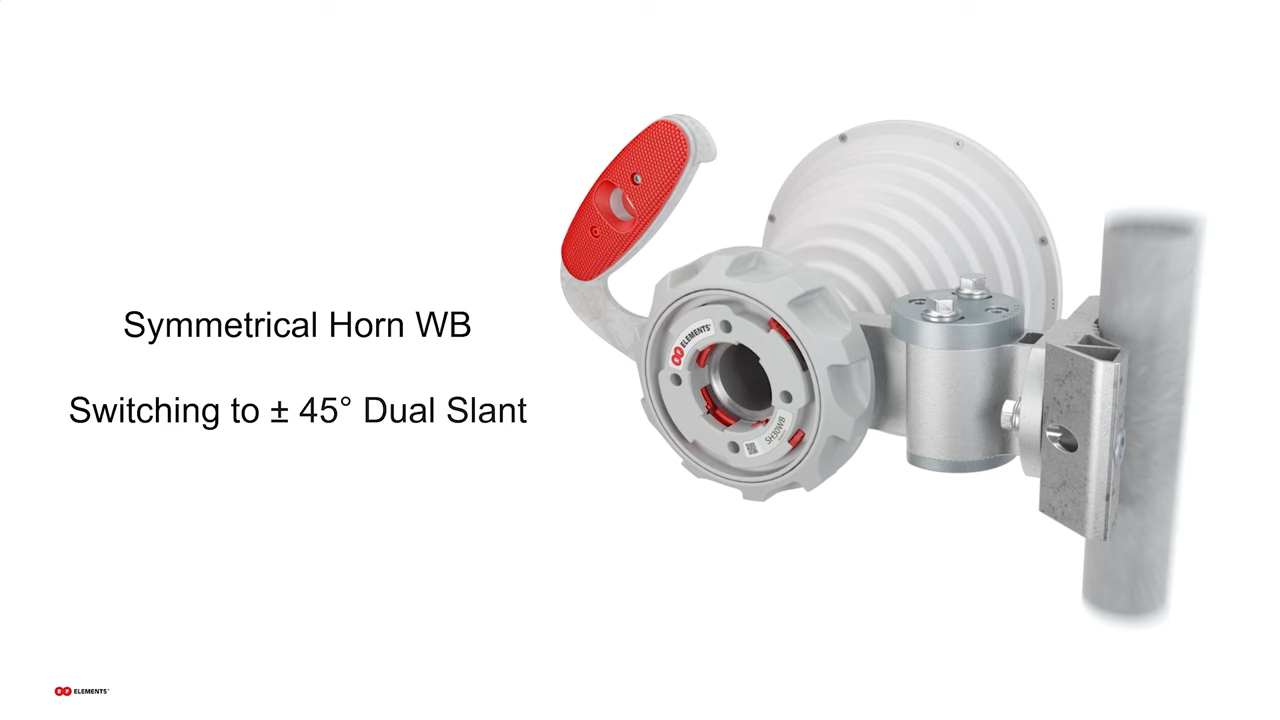 Symmetrical Horn WB
Switching to ± 45° Dual Slant
ELEMENTS
SH30WB
ELEMENTS